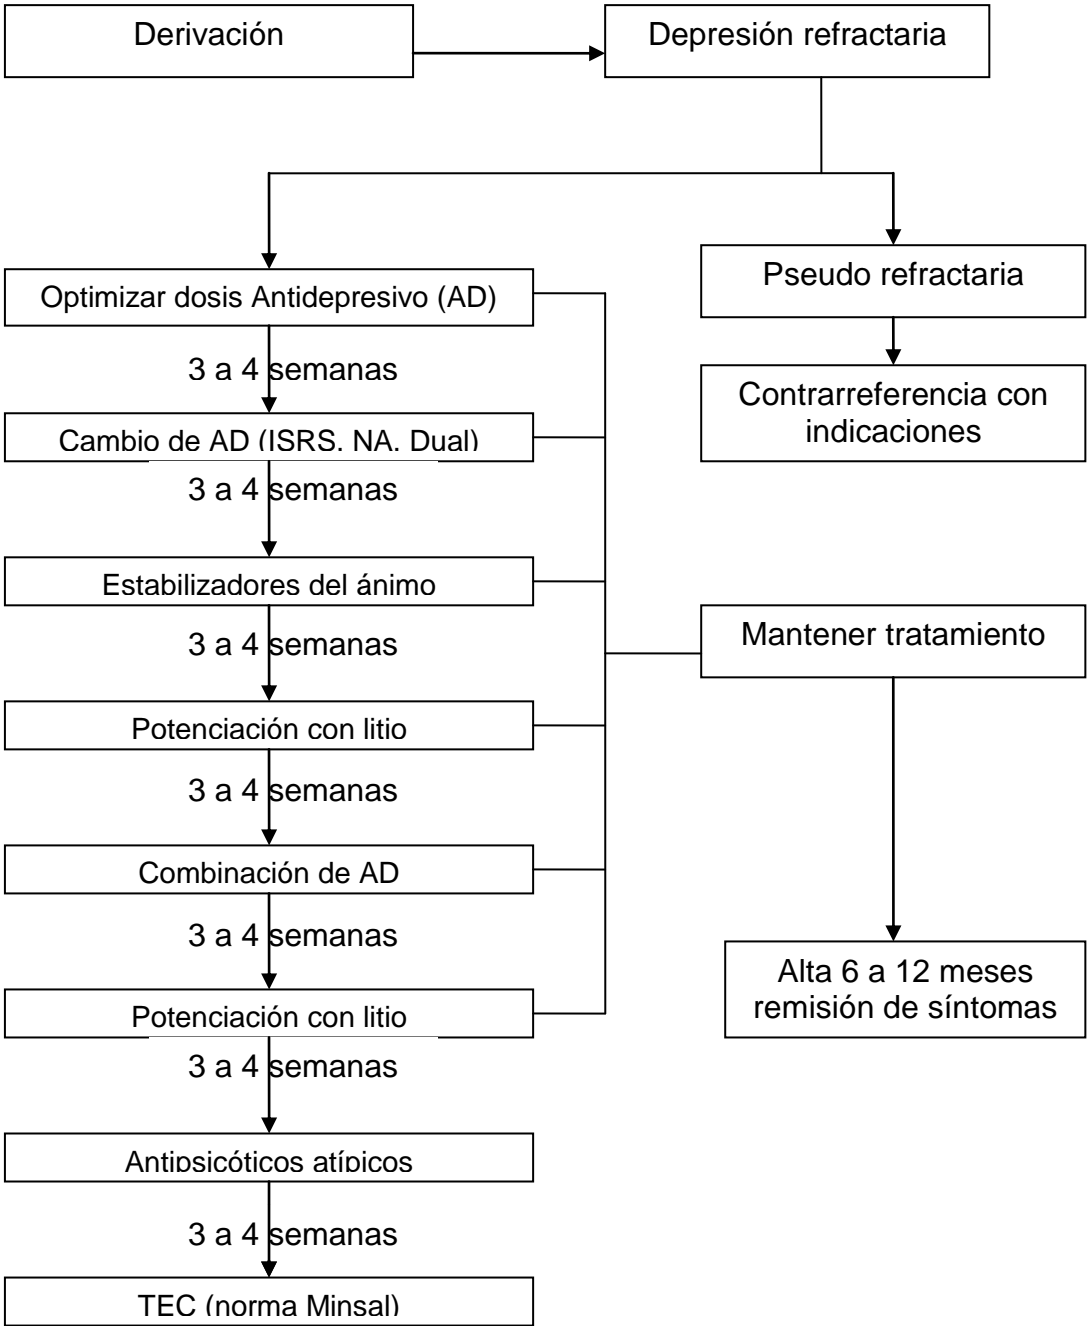 Derivación
Depresión refractaria
Optimizar dosis Antidepresivo (AD)
Pseudo refractaria
3 a 4 semanas
Contrarreferencia con
indicaciones
Cambio de AD (ISRS. NA. Dual)
3 a 4 semanas
Estabilizadores del ánimo
3 a 4 semanas
Mantener tratamiento
Potenciación con litio
3 a 4 semanas
Combinación de AD
3 a 4 semanas
Alta 6 a 12 meses
remisión de síntomas
Potenciación con litio
3 a 4 semanas
Antipsicóticos atípicos
3 a 4 semanas
TEC (norma Minsal)